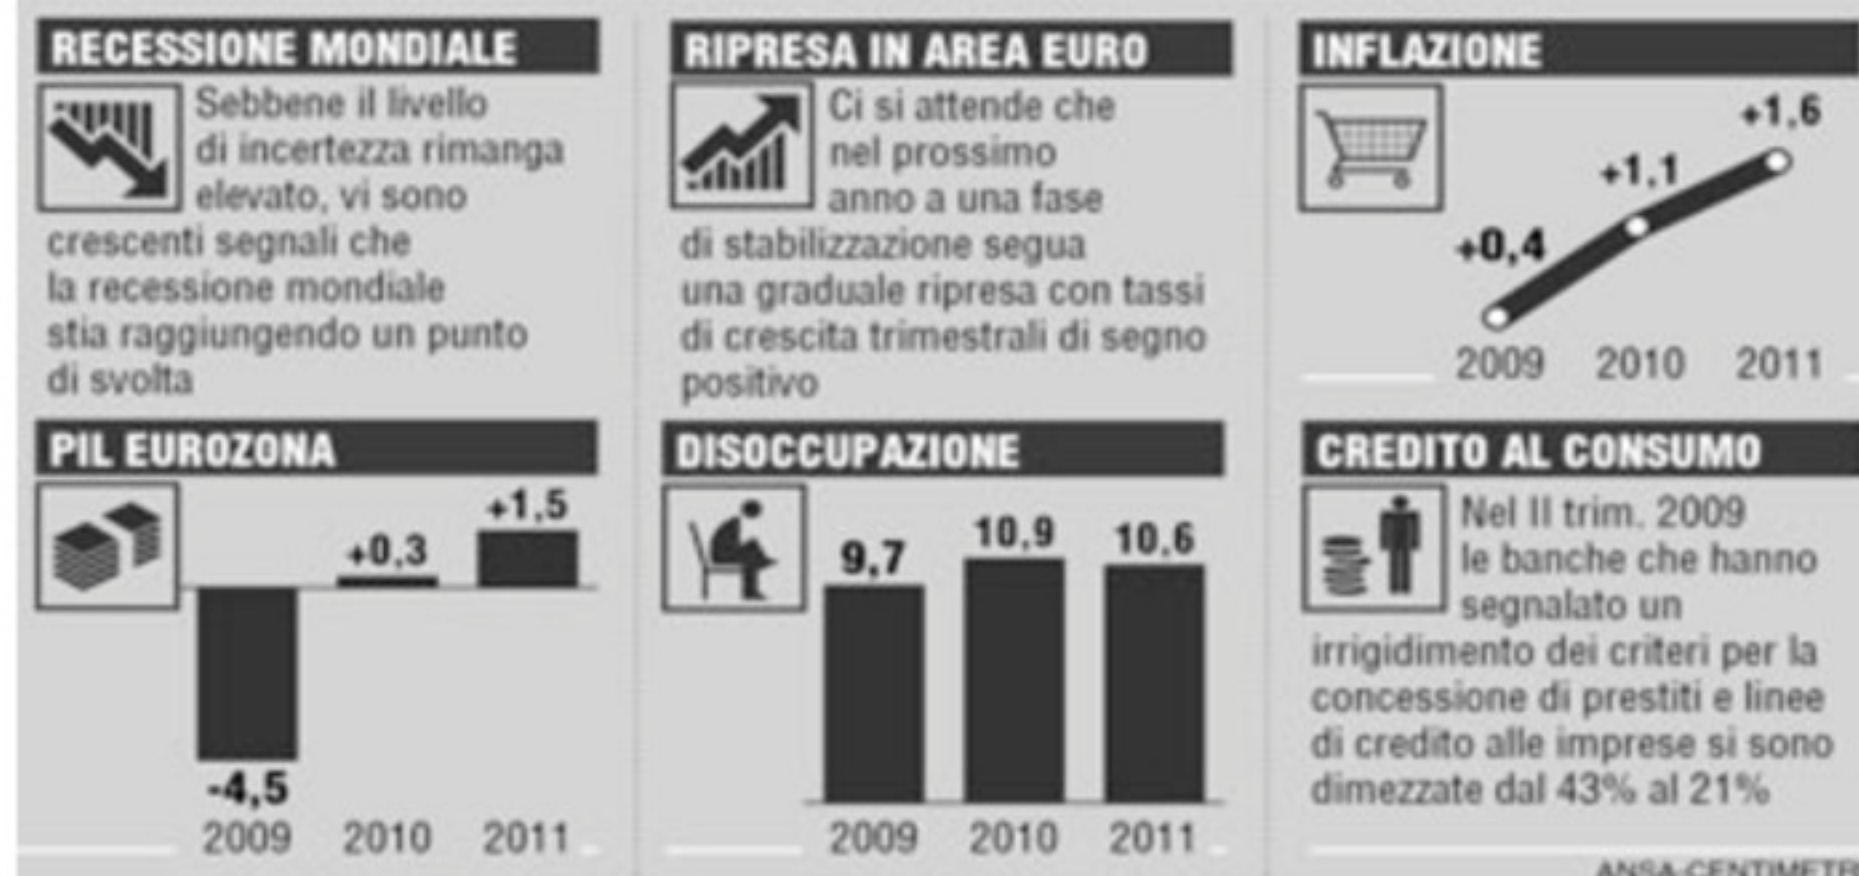 RECESSIONE MONDIALE
Sebbene il livello
di incertezza rimanga
elevato, vi sono
crescenti segnali che
la recessione mondiale
stia raggiungendo un punto
di svolta
RIPRESA IN AREA EURO
Ci si attende che
nel prossimo
anno a una fase
di stabilizzazione segua
una graduale ripresa con tassi
di crescita trimestrali di segno
positivo
INFLAZIONE
+1,6
+1,1
+0,4
2009 2010 2011
PIL EUROZONA
+1,5
+0,3
-4,5
2009 2010 2011
DISOCCUPAZIONE
9,7 10,9 10,6
2009 2010 2011
CREDITO AL CONSUMO
Nel II trim. 2009
le banche che hanno
segnalato un
irrigidimento dei criteri per la
concessione di prestiti e linee
di credito alle imprese si sono
dimezzate dal 43% al 21%
ANSA-CENTIMETR